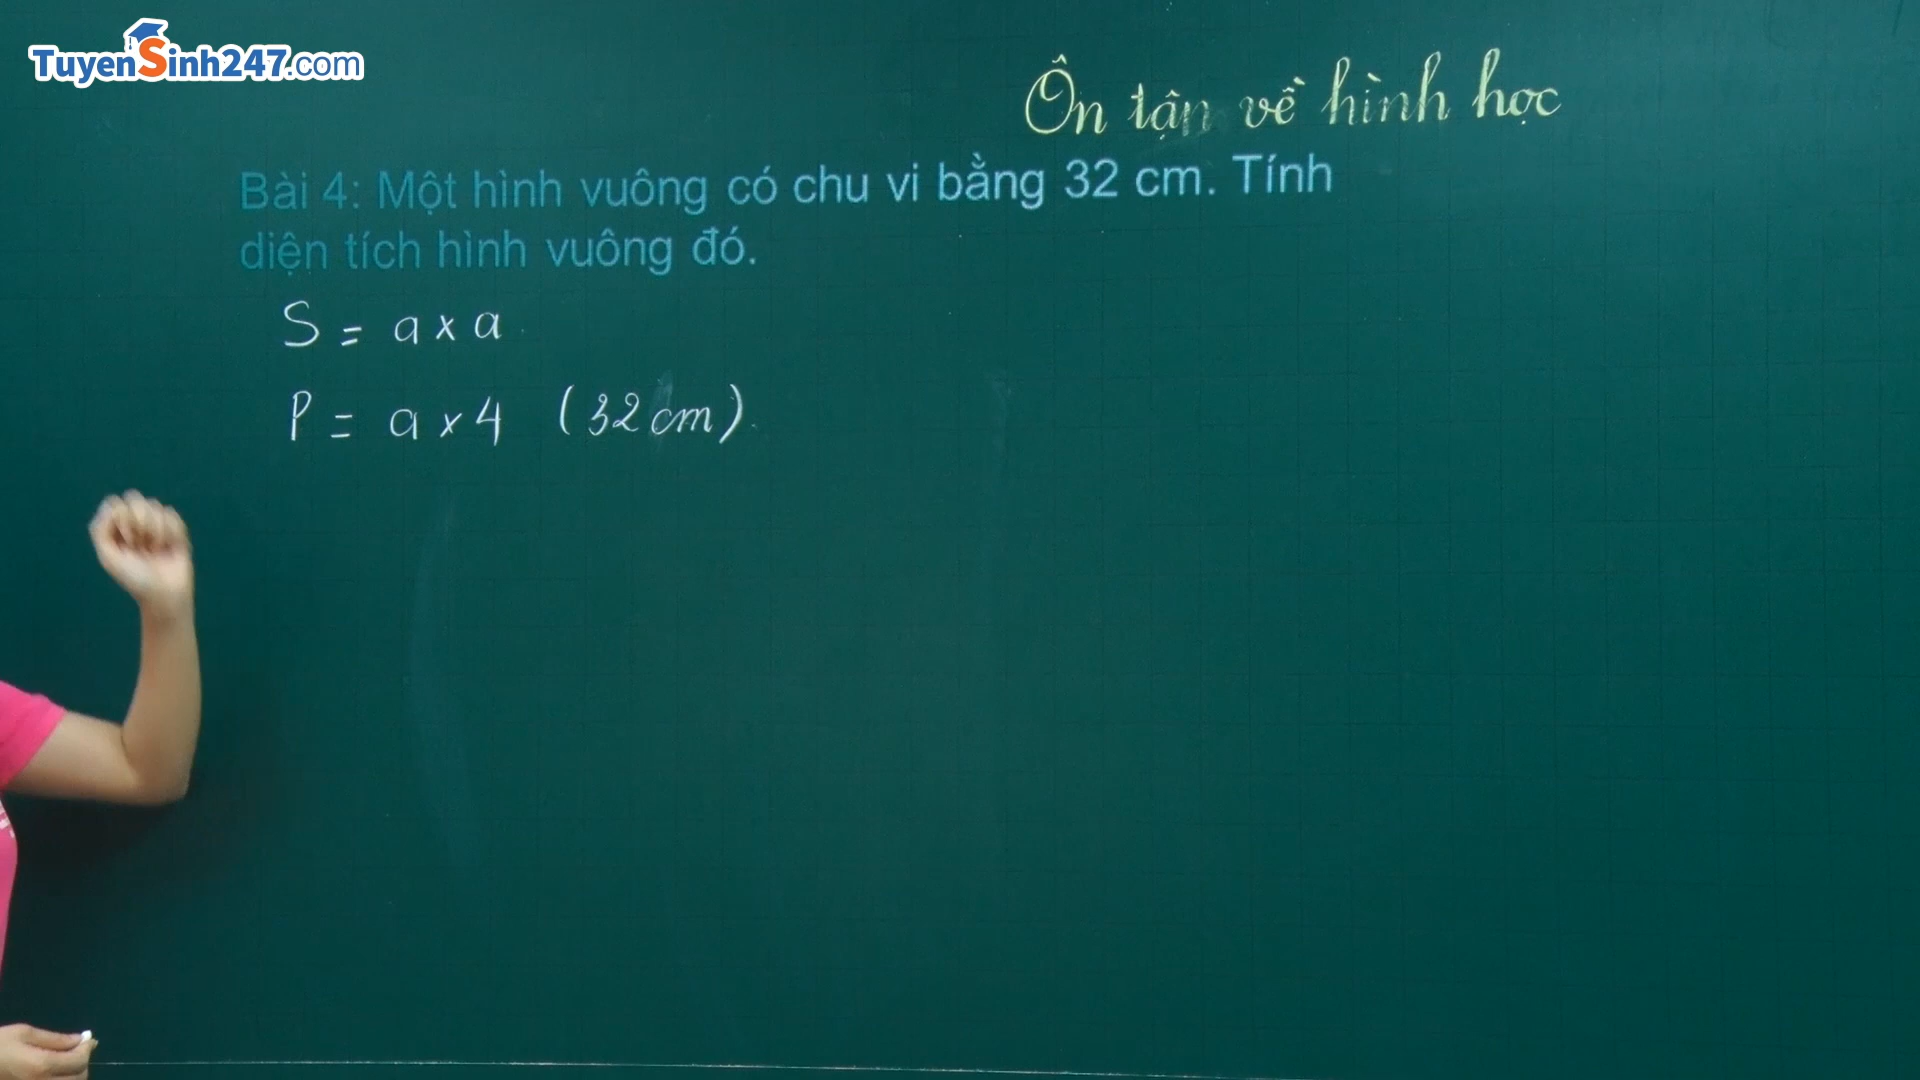 TuyenSinh247.com
Ôn tận về hình học
Bài 4: Một hình vuông có chu vi bằng 32 cm. Tính
diện tích hình vuông đó.
S = a x a
P = a x 4 (32 cm)